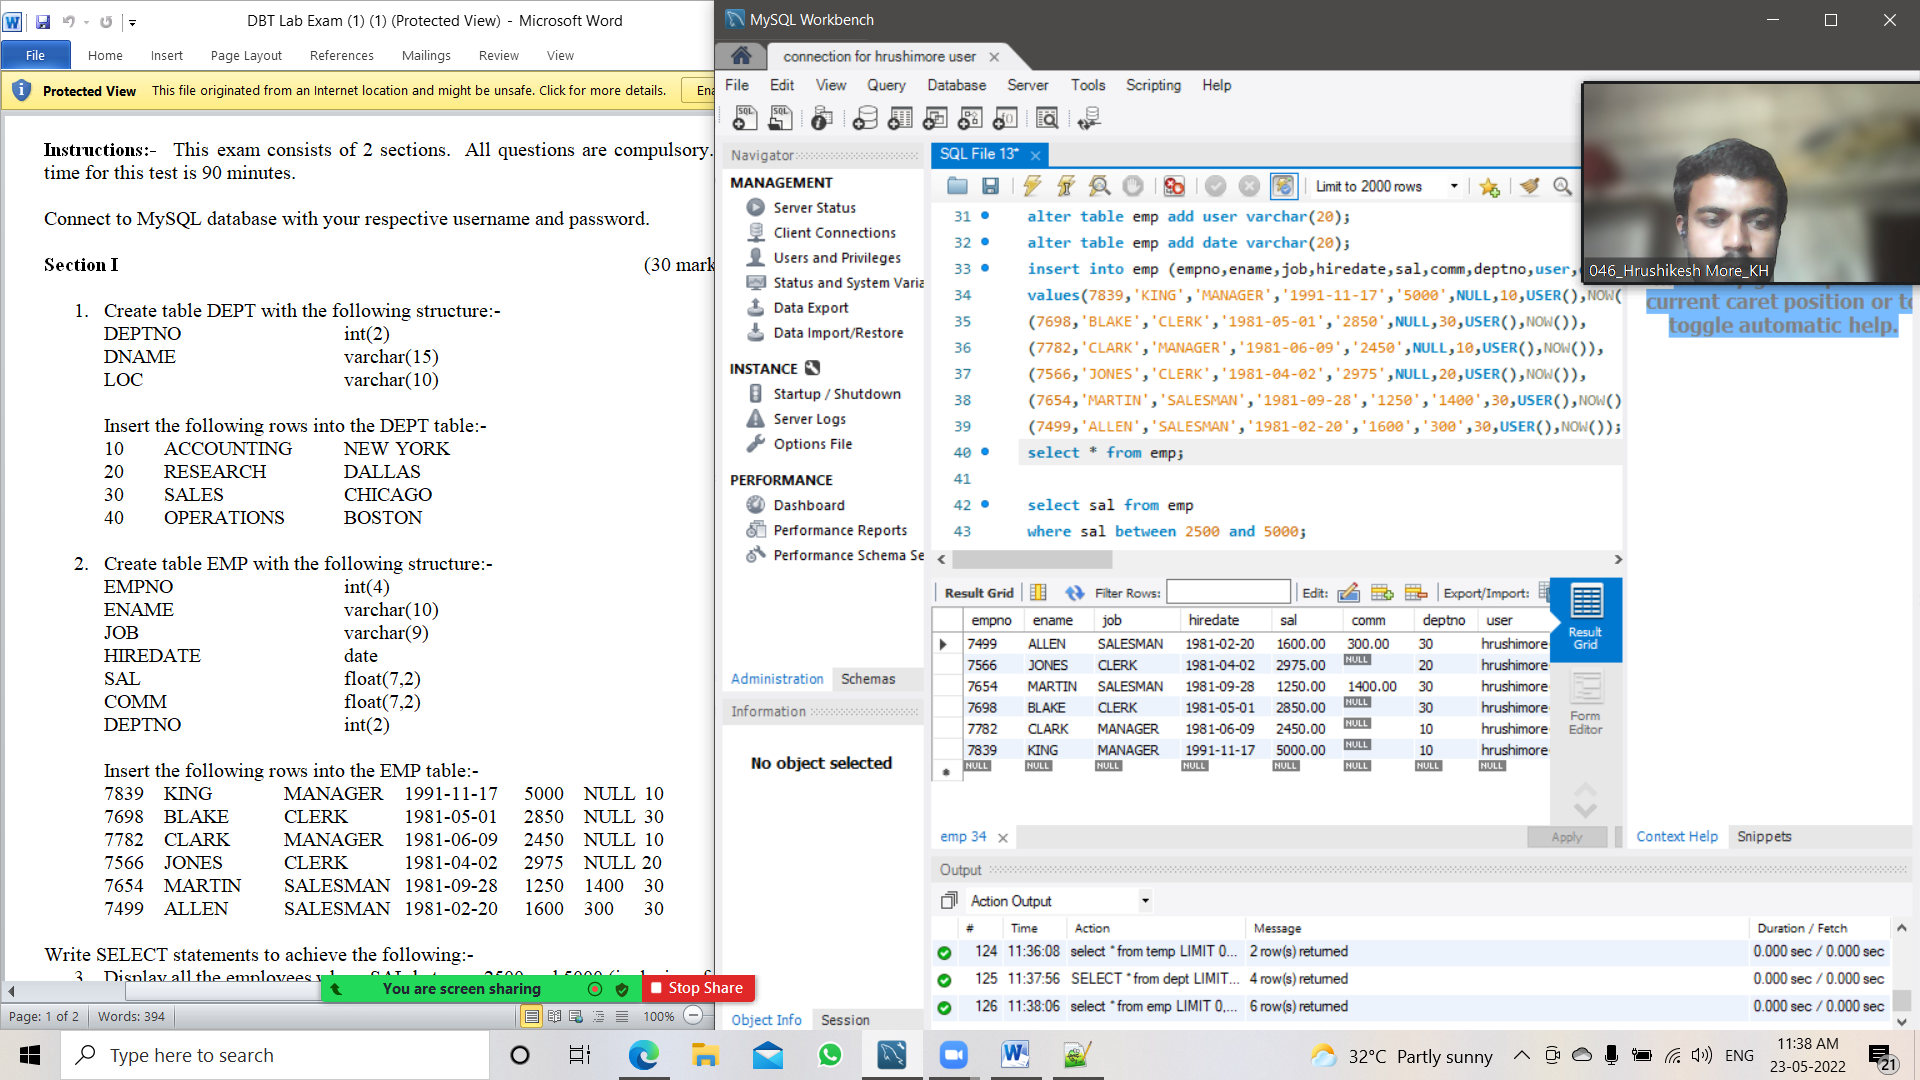 DBT Lab Exam (1) (1) (Protected View) - Microsoft Word
File Home Insert Page Layout References Mailings Review View
Protected View This file originated from an Internet location and might be unsafe. Click for more details.
Instructions:- This exam consists of 2 sections. All questions are compulsory.
time for this test is 90 minutes.
Connect to MySQL database with your respective username and password.
Section I (30 mark
1. Create table DEPT with the following structure:-
DEPTNO int(2)
DNAME varchar(15)
LOC varchar(10)
Insert the following rows into the DEPT table:-
10 ACCOUNTING NEW YORK
20 RESEARCH DALLAS
30 SALES CHICAGO
40 OPERATIONS BOSTON
2. Create table EMP with the following structure:-
EMPNO int(4)
ENAME varchar(10)
JOB varchar(9)
HIREDATE date
SAL float(7,2)
COMM float(7,2)
DEPTNO int(2)
Insert the following rows into the EMP table:-
7839 KING MANAGER 1991-11-17 5000 NULL 10
7698 BLAKE CLERK 1981-05-01 2850 NULL 30
7782 CLARK MANAGER 1981-06-09 2450 NULL 10
7566 JONES CLERK 1981-04-02 2975 NULL 20
7654 MARTIN SALESMAN 1981-09-28 1250 1400 30
7499 ALLEN SALESMAN 1981-02-20 1600 300 30
Write SELECT statements to achieve the following:-
3. Display all the employees
You are screen sharing Stop Share
Page: 1 of 2 Words: 394 100%
MySQL Workbench
connection for hrushimore user
File Edit View Query Database Server Tools Scripting Help
Navigator
MANAGEMENT
Server Status
Client Connections
Users and Privileges
Status and System Varia
Data Export
Data Import/Restore
INSTANCE
Startup / Shutdown
Server Logs
Options File
PERFORMANCE
Dashboard
Performance Reports
Performance Schema Se
Administration Schemas
Information
No object selected
Object Info Session
SQL File 13*
Limit to 2000 rows
31 alter table emp add user varchar(20);
32 alter table emp add date varchar(20);
33 insert into emp (empno,ename,job,hiredate,sal,comm,deptno,user,
34 values(7839,'KING','MANAGER','1991-11-17','5000',NULL,10,USER(),NOW(
35 (7698,'BLAKE','CLERK','1981-05-01','2850',NULL,30,USER(),NOW()),
36 (7782,'CLARK','MANAGER','1981-06-09','2450',NULL,10,USER(),NOW()),
37 (7566,'JONES','CLERK','1981-04-02','2975',NULL,20,USER(),NOW()),
38 (7654,'MARTIN','SALESMAN','1981-09-28','1250','1400',30,USER(),NOW()
39 (7499,'ALLEN','SALESMAN','1981-02-20','1600','300',30,USER(),NOW());
40 select * from emp;
41
42 select sal from emp
43 where sal between 2500 and 5000;
Result Grid Filter Rows: Edit: Export/Import:
empno ename job hiredate sal comm deptno user
7499 ALLEN SALESMAN 1981-02-20 1600.00 300.00 30 hrushimore
7566 JONES CLERK 1981-04-02 2975.00 NULL 20 hrushimore
7654 MARTIN SALESMAN 1981-09-28 1250.00 1400.00 30 hrushimore
7698 BLAKE CLERK 1981-05-01 2850.00 NULL 30 hrushimore
7782 CLARK MANAGER 1981-06-09 2450.00 NULL 10 hrushimore
7839 KING MANAGER 1991-11-17 5000.00 NULL 10 hrushimore
NULL NULL NULL NULL NULL NULL NULL NULL
Result Grid
Form Editor
emp 34 Apply
046_Hrushikesh More_KH
current caret position or to
toggle automatic help.
Context Help Snippets
Output
Action Output
# Time Action Message Duration / Fetch
124 11:36:08 select * from temp LIMIT 0... 2 row(s) returned 0.000 sec / 0.000 sec
125 11:37:56 SELECT * from dept LIMIT... 4 row(s) returned 0.000 sec / 0.000 sec
126 11:38:06 select * from emp LIMIT 0,... 6 row(s) returned 0.000 sec / 0.000 sec
Type here to search
32°C Partly sunny ENG 11:38 AM
23-05-2022
21